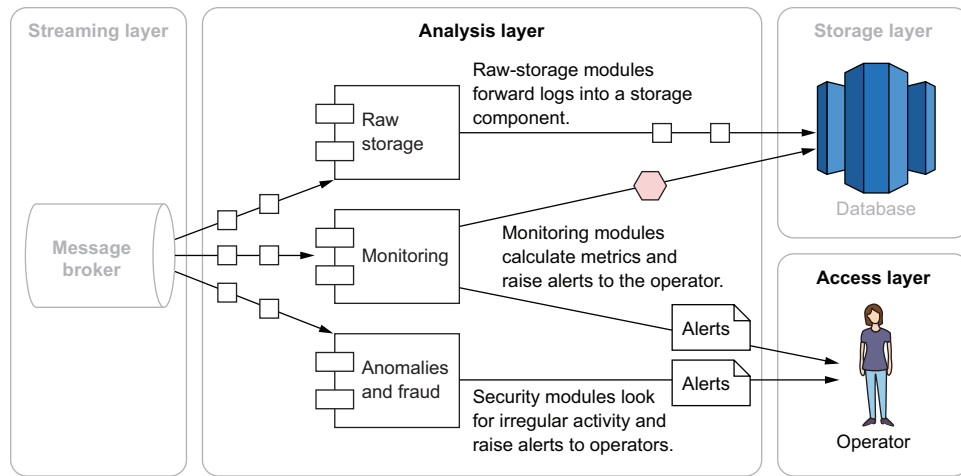 Streaming layer
Analysis layer
Storage layer
Raw-storage modules
forward logs into a storage
component.
Raw
storage
Database
Message
broker
Monitoring
Monitoring modules
calculate metrics and
raise alerts to the operator.
Access layer
Alerts
Anomalies
and fraud
Alerts
Security modules look
for irregular activity and
raise alerts to operators.
Operator